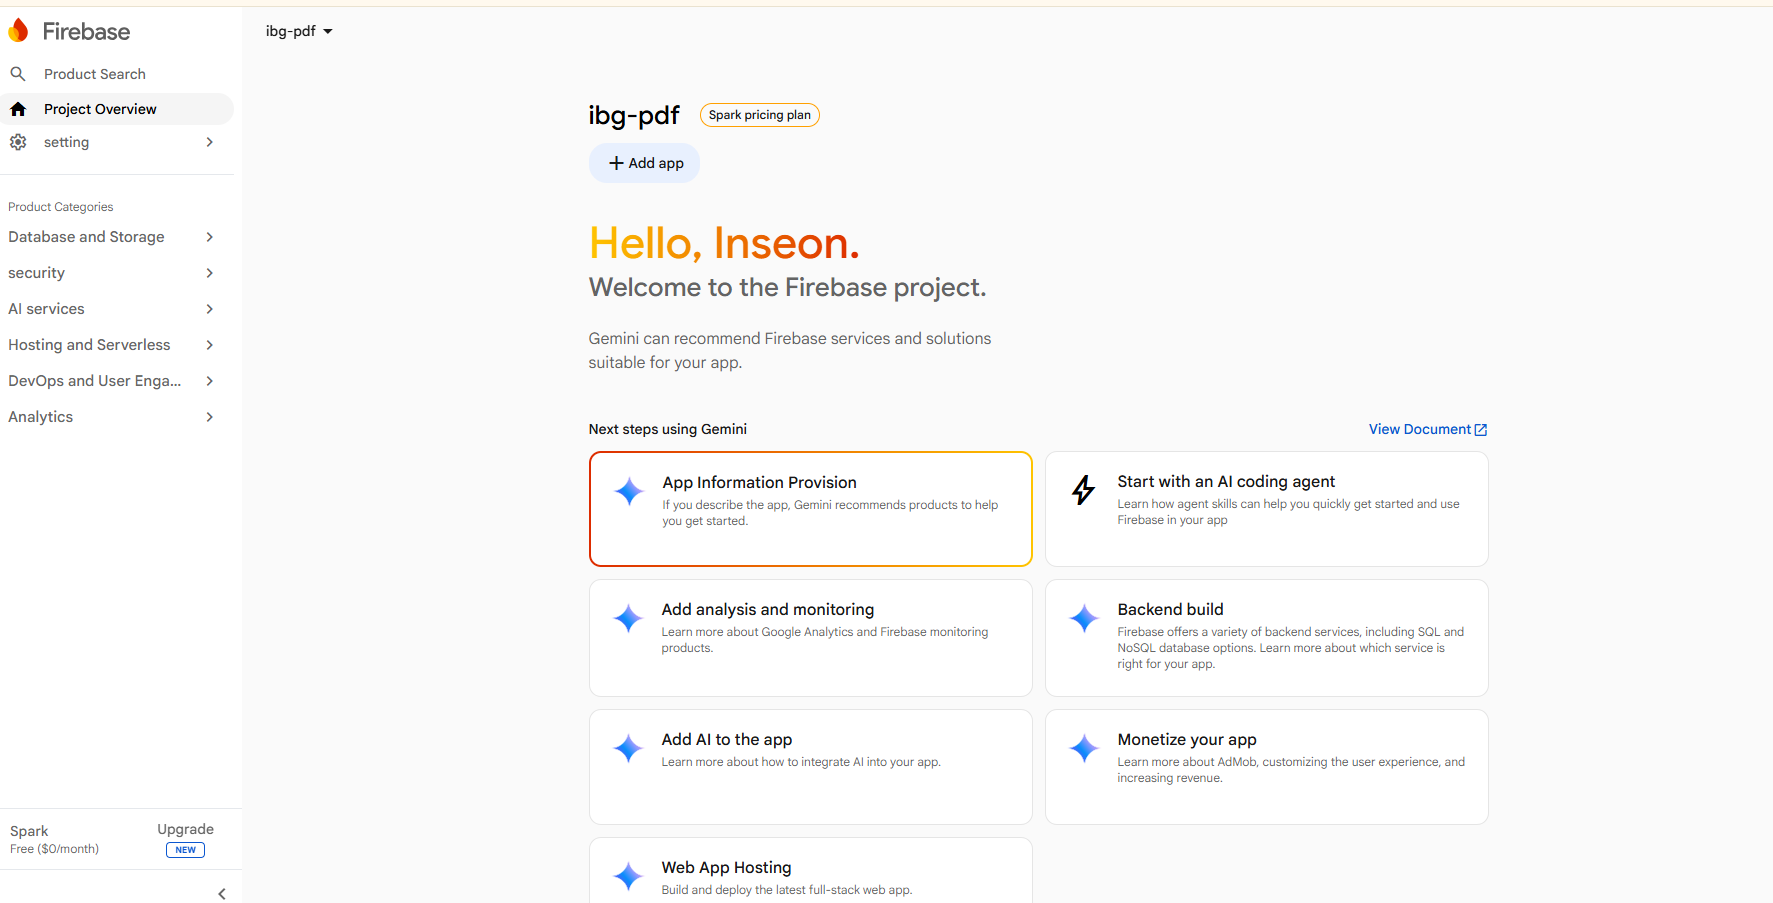 Firebase
Product Search
Project Overview
setting
Product Categories
Database and Storage
security
AI services
Hosting and Serverless
DevOps and User Enga...
Analytics
Spark
Free ($0/month)
Upgrade
NEW
ibg-pdf
ibg-pdf
Spark pricing plan
Add app
Hello, Inseon.
Welcome to the Firebase project.
Gemini can recommend Firebase services and solutions
suitable for your app.
Next steps using Gemini
View Document
App Information Provision
If you describe the app, Gemini recommends products to help
you get started.
Start with an AI coding agent
Learn how agent skills can help you quickly get started and use
Firebase in your app
Add analysis and monitoring
Learn more about Google Analytics and Firebase monitoring
products.
Backend build
Firebase offers a variety of backend services, including SQL and
NoSQL database options. Learn more about which service is
right for your app.
Add AI to the app
Learn more about how to integrate AI into your app.
Monetize your app
Learn more about AdMob, customizing the user experience, and
increasing revenue.
Web App Hosting
Build and deploy the latest full-stack web app.